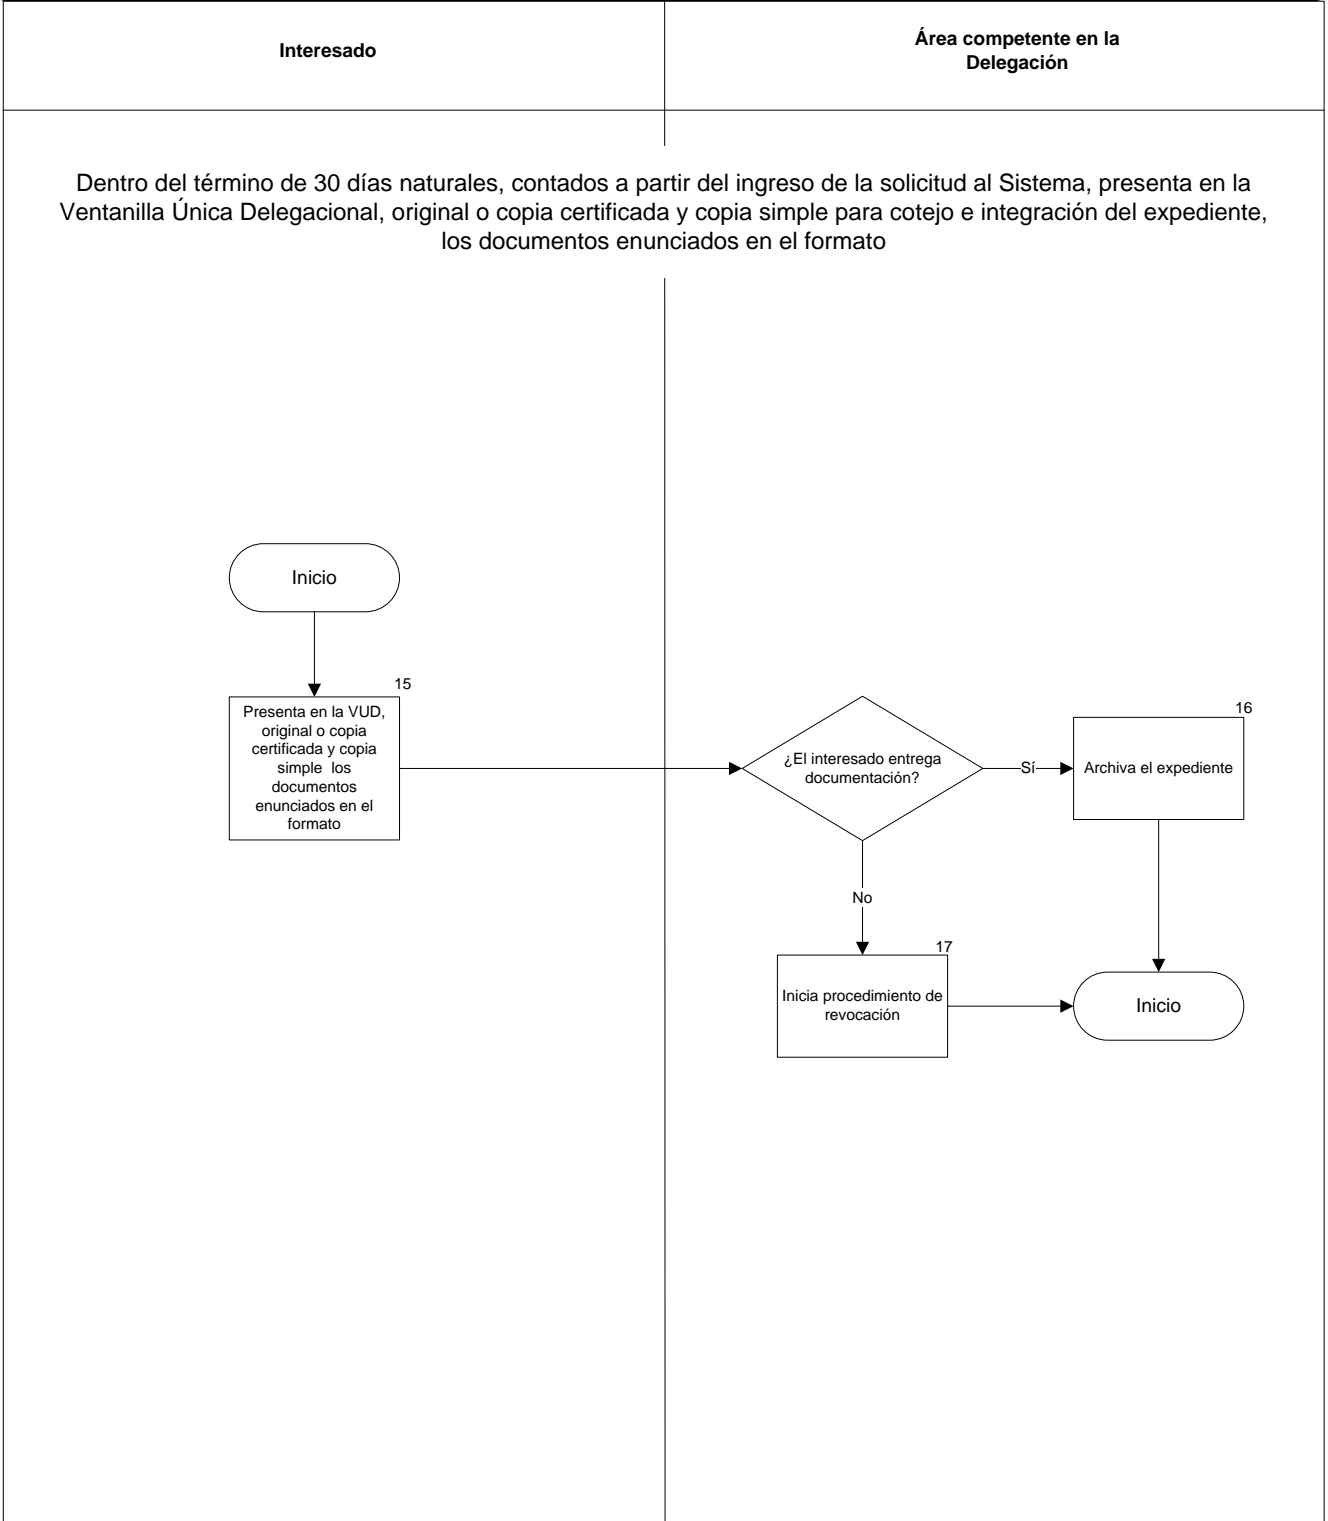 Interesado
Área competente en la
Delegación
Dentro del término de 30 días naturales, contados a partir del ingreso de la solicitud al Sistema, presenta en la
Ventanilla Única Delegacional, original o copia certificada y copia simple para cotejo e integración del expediente,
los documentos enunciados en el formato
Inicio
15
Presenta en la VUD,
original o copia
certificada y copia
simple los
documentos
enunciados en el
formato
¿El interesado entrega
documentación?
Sí
16
Archiva el expediente
No
17
Inicia procedimiento de
revocación
Inicio